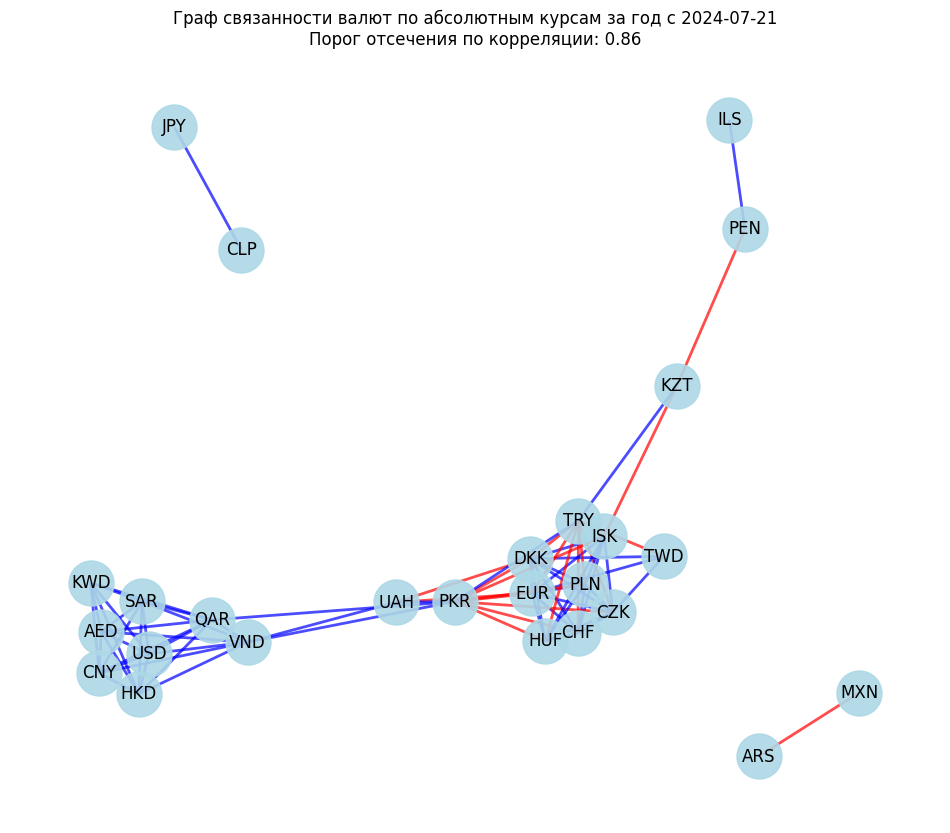 Граф связанности валют по абсолютным курсам за год с 2024-07-21
Порог отсечения по корреляции: 0.86
JPY
ILS
PEN
CLP
KZT
TRY
ISK
DKK
TWD
KWD
EUR
PLN
SAR
UAH
PKR
CZK
QAR
AED
CHF
HUF
VND
USD
CNY
HKD
MXN
ARS